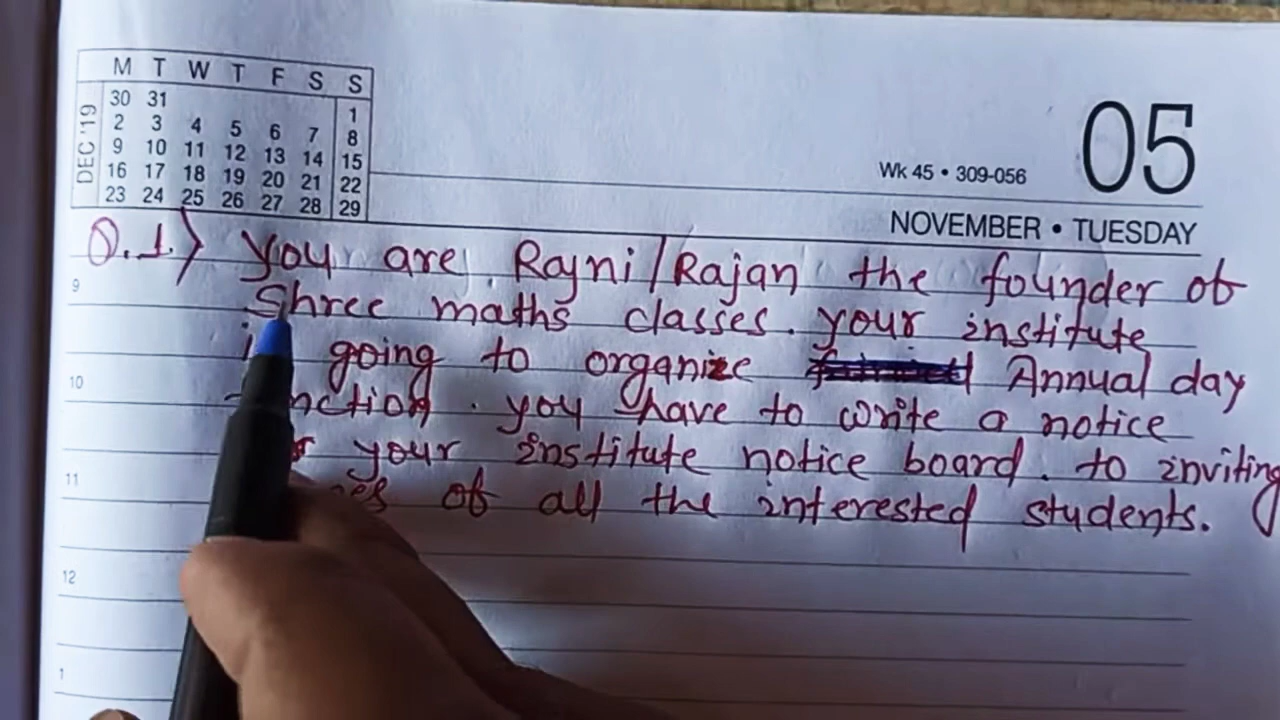 M T W T F S S
DEC '19
30 31 1
2 3 4 5 6 7 8
9 10 11 12 13 14 15
16 17 18 19 20 21 22
23 24 25 26 27 28 29
Wk 45 • 309-056
05
NOVEMBER • TUESDAY
Q.1.) You are Rajni/Rajan the founder of
9
Shree maths classes. your institute
going to organize Annual day
10
you have to write a notice
your institute notice board. to inviting
11
of all the interested students.
12
1